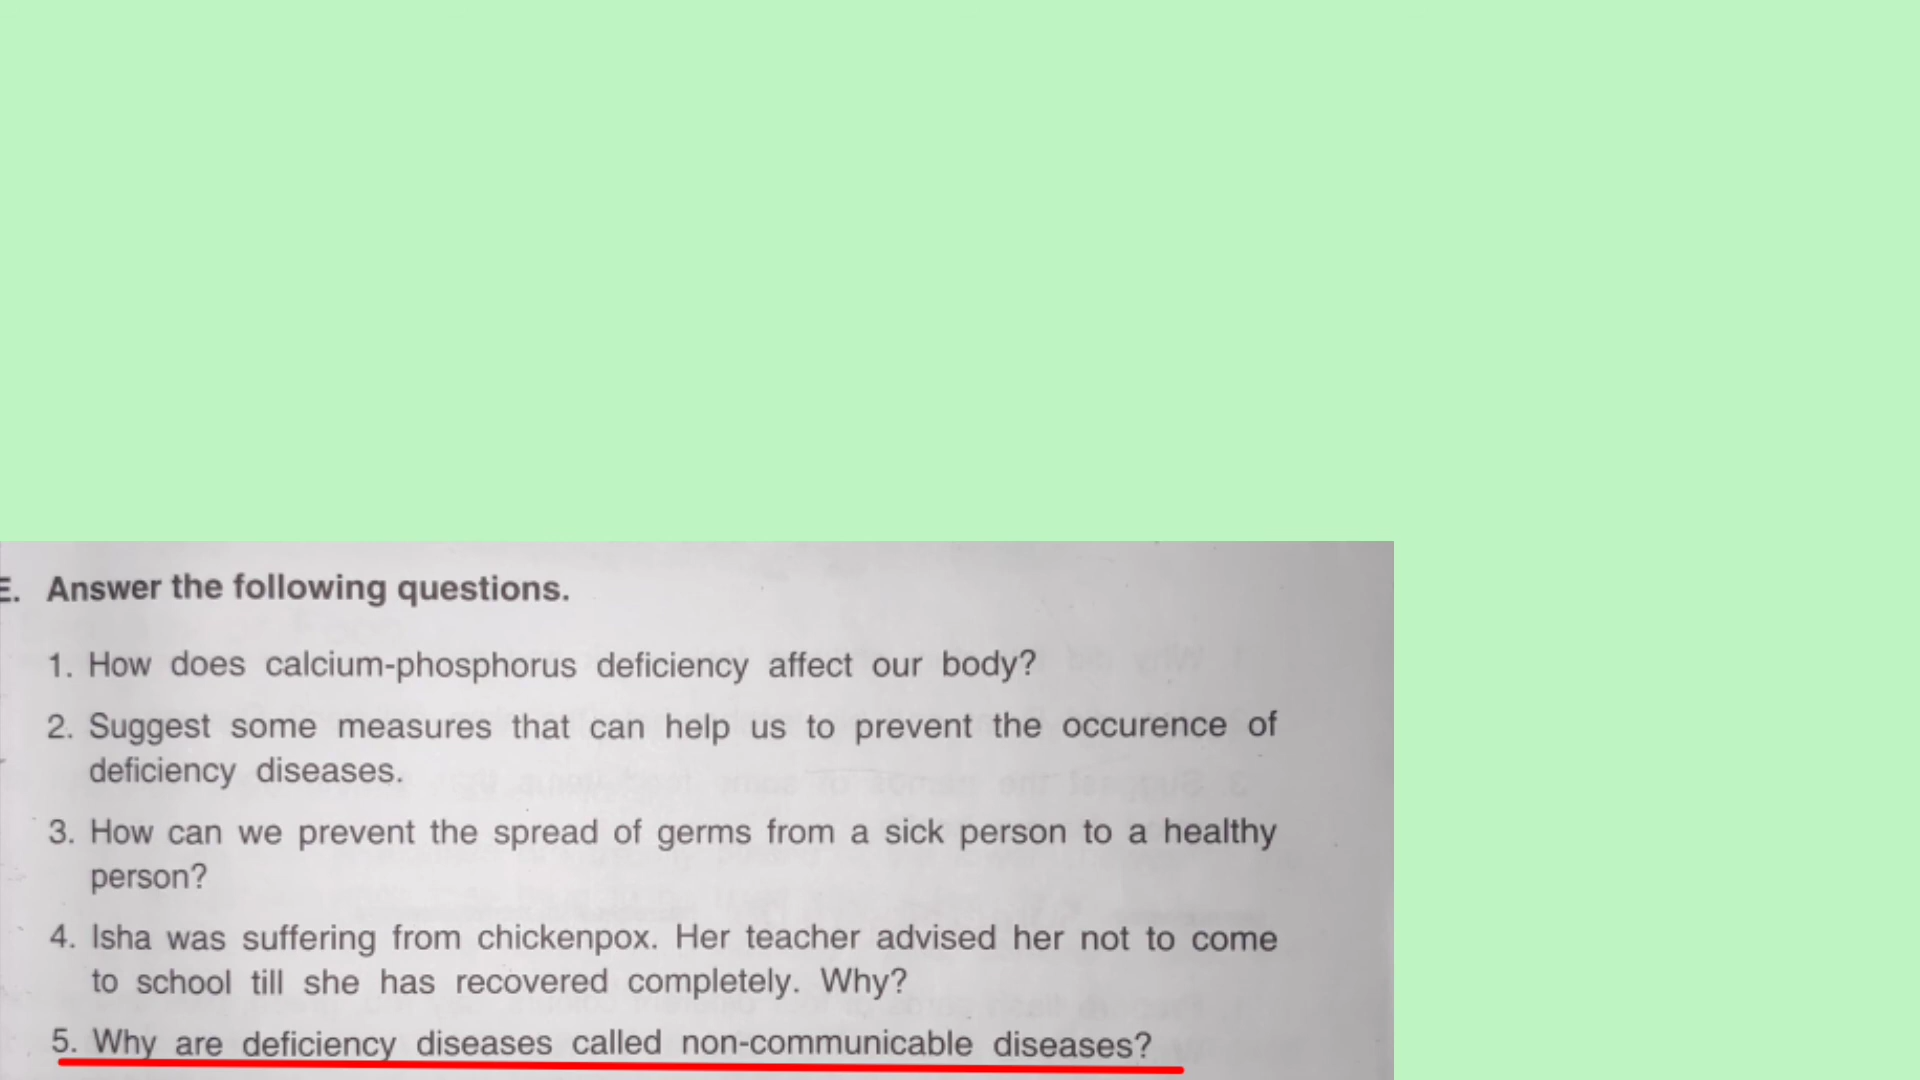 E. Answer the following questions.
1. How does calcium-phosphorus deficiency affect our body?
2. Suggest some measures that can help us to prevent the occurence of
deficiency diseases.
3. How can we prevent the spread of germs from a sick person to a healthy
person?
4. Isha was suffering from chickenpox. Her teacher advised her not to come
to school till she has recovered completely. Why?
5. Why are deficiency diseases called non-communicable diseases?